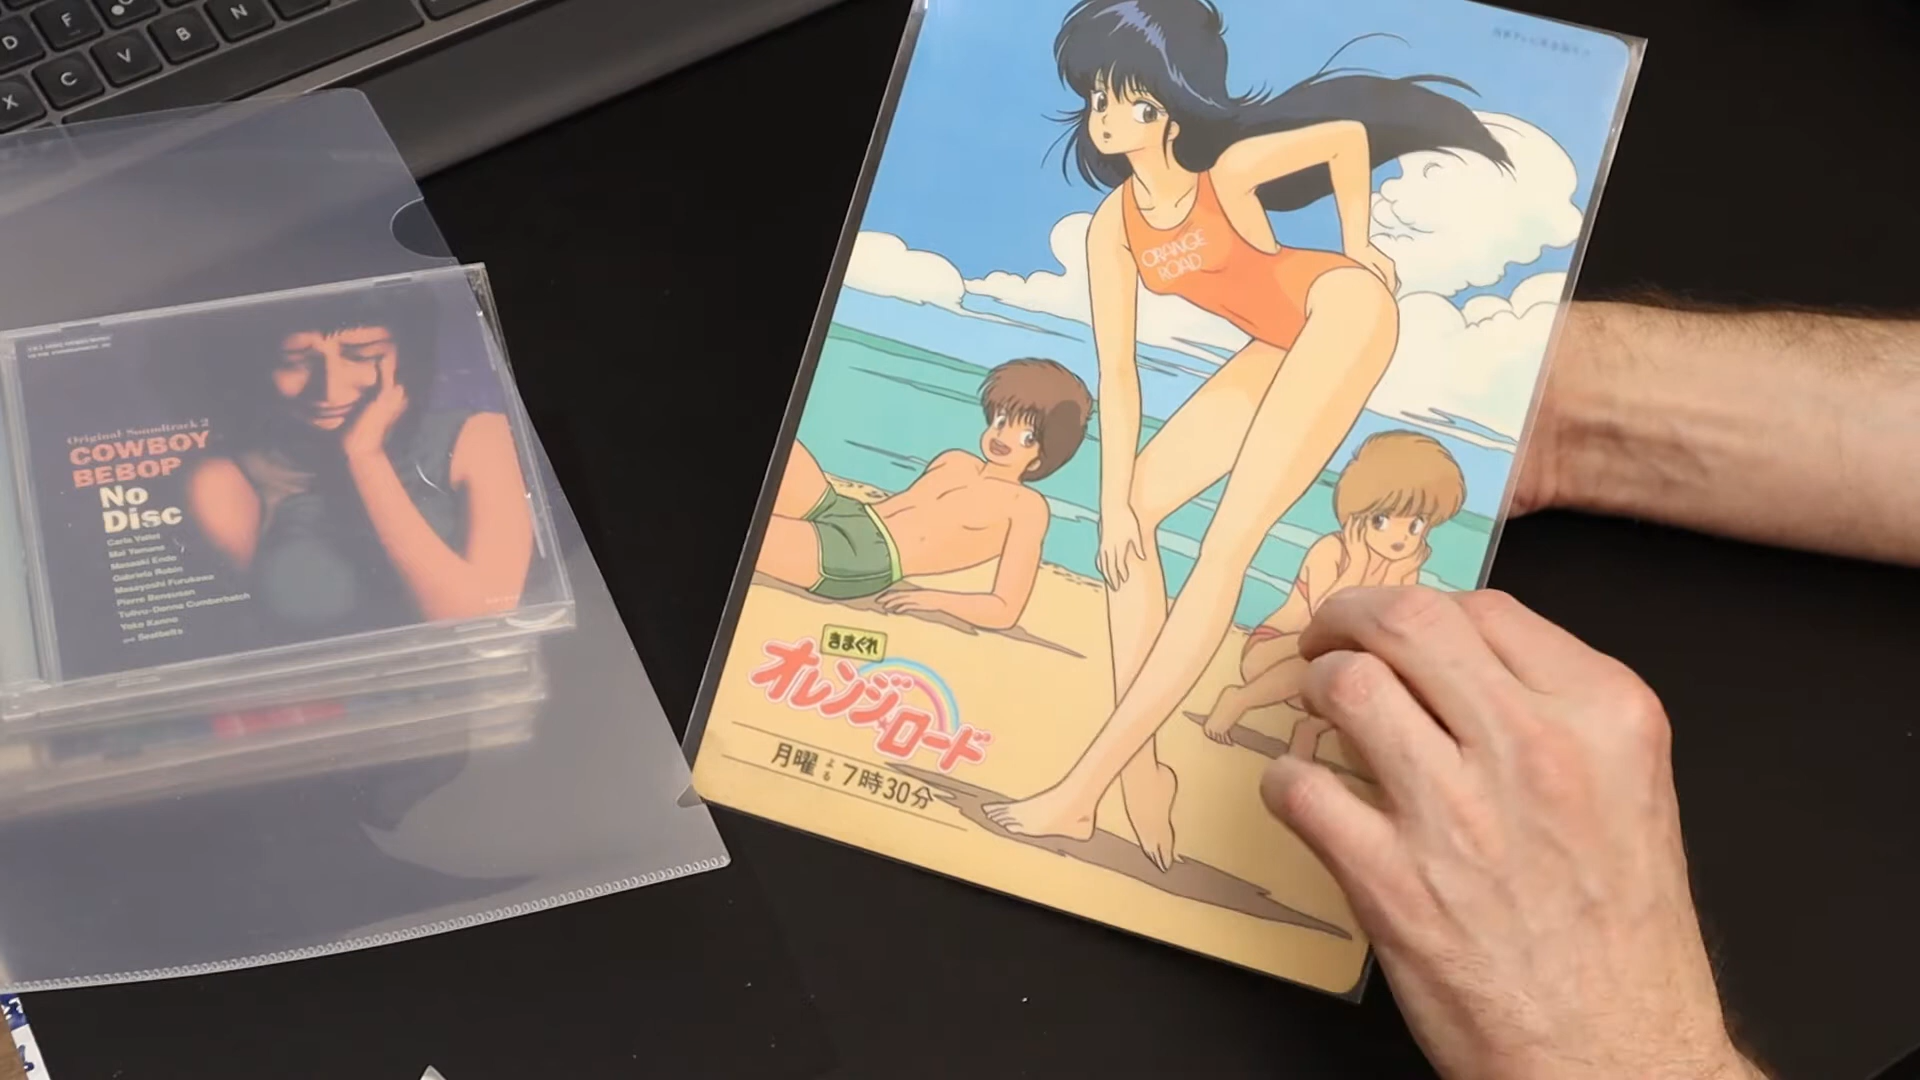 D
F
X
C
V
B
N
Original Soundtrack 2
COWBOY
BEBOP
No
Disc
Carla Vallet
Mai Yamane
Masaaki Endo
Gabriela Robin
Masayoshi Furukawa
Pierre Bensusan
Tulivu-Donna Cumberbatch
Yoko Kanno
and Seatbelts
ORANGE
ROAD
きまぐれ
オレンジ★ロード
月曜よる7時30分